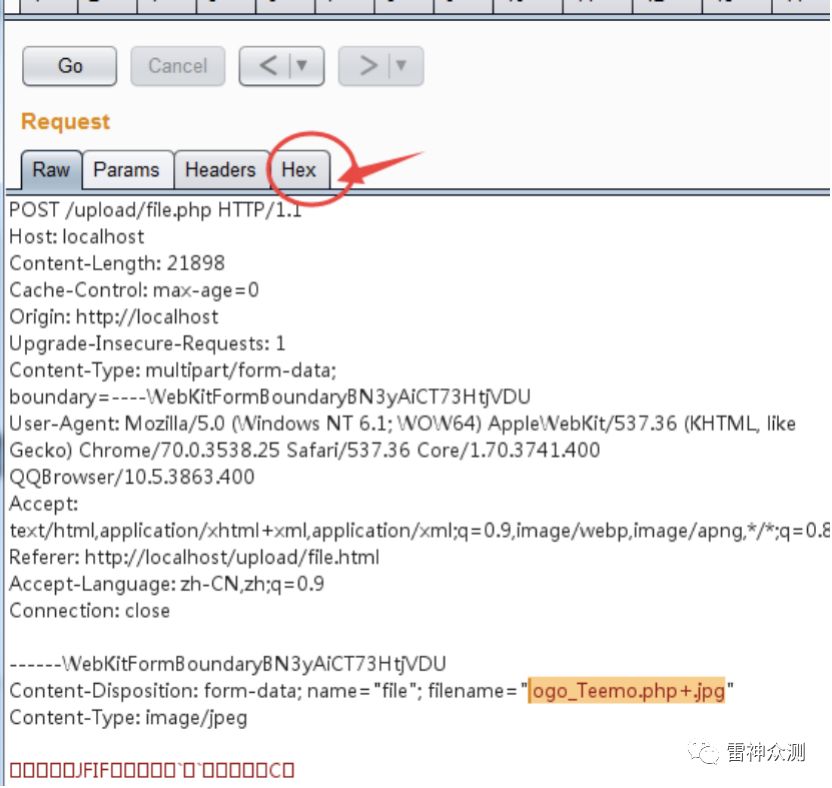 Go
Cancel
<
>
Request
Raw
Params
Headers
Hex
POST /upload/file.php HTTP/1.1
Host: localhost
Content-Length: 21898
Cache-Control: max-age=0
Origin: http://localhost
Upgrade-Insecure-Requests: 1
Content-Type: multipart/form-data;
boundary=----WebKitFormBoundaryBN3yAiCT73HtjVDU
User-Agent: Mozilla/5.0 (Windows NT 6.1; WOW64) AppleWebKit/537.36 (KHTML, like
Gecko) Chrome/70.0.3538.25 Safari/537.36 Core/1.70.3741.400
QQBrowser/10.5.3863.400
Accept:
text/html,application/xhtml+xml,application/xml;q=0.9,image/webp,image/apng,*/*;q=0.8
Referer: http://localhost/upload/file.html
Accept-Language: zh-CN,zh;q=0.9
Connection: close
------WebKitFormBoundaryBN3yAiCT73HtjVDU
Content-Disposition: form-data; name="file"; filename="logo_Teemo.php+.jpg"
Content-Type: image/jpeg
JFIF``C
雷神众测